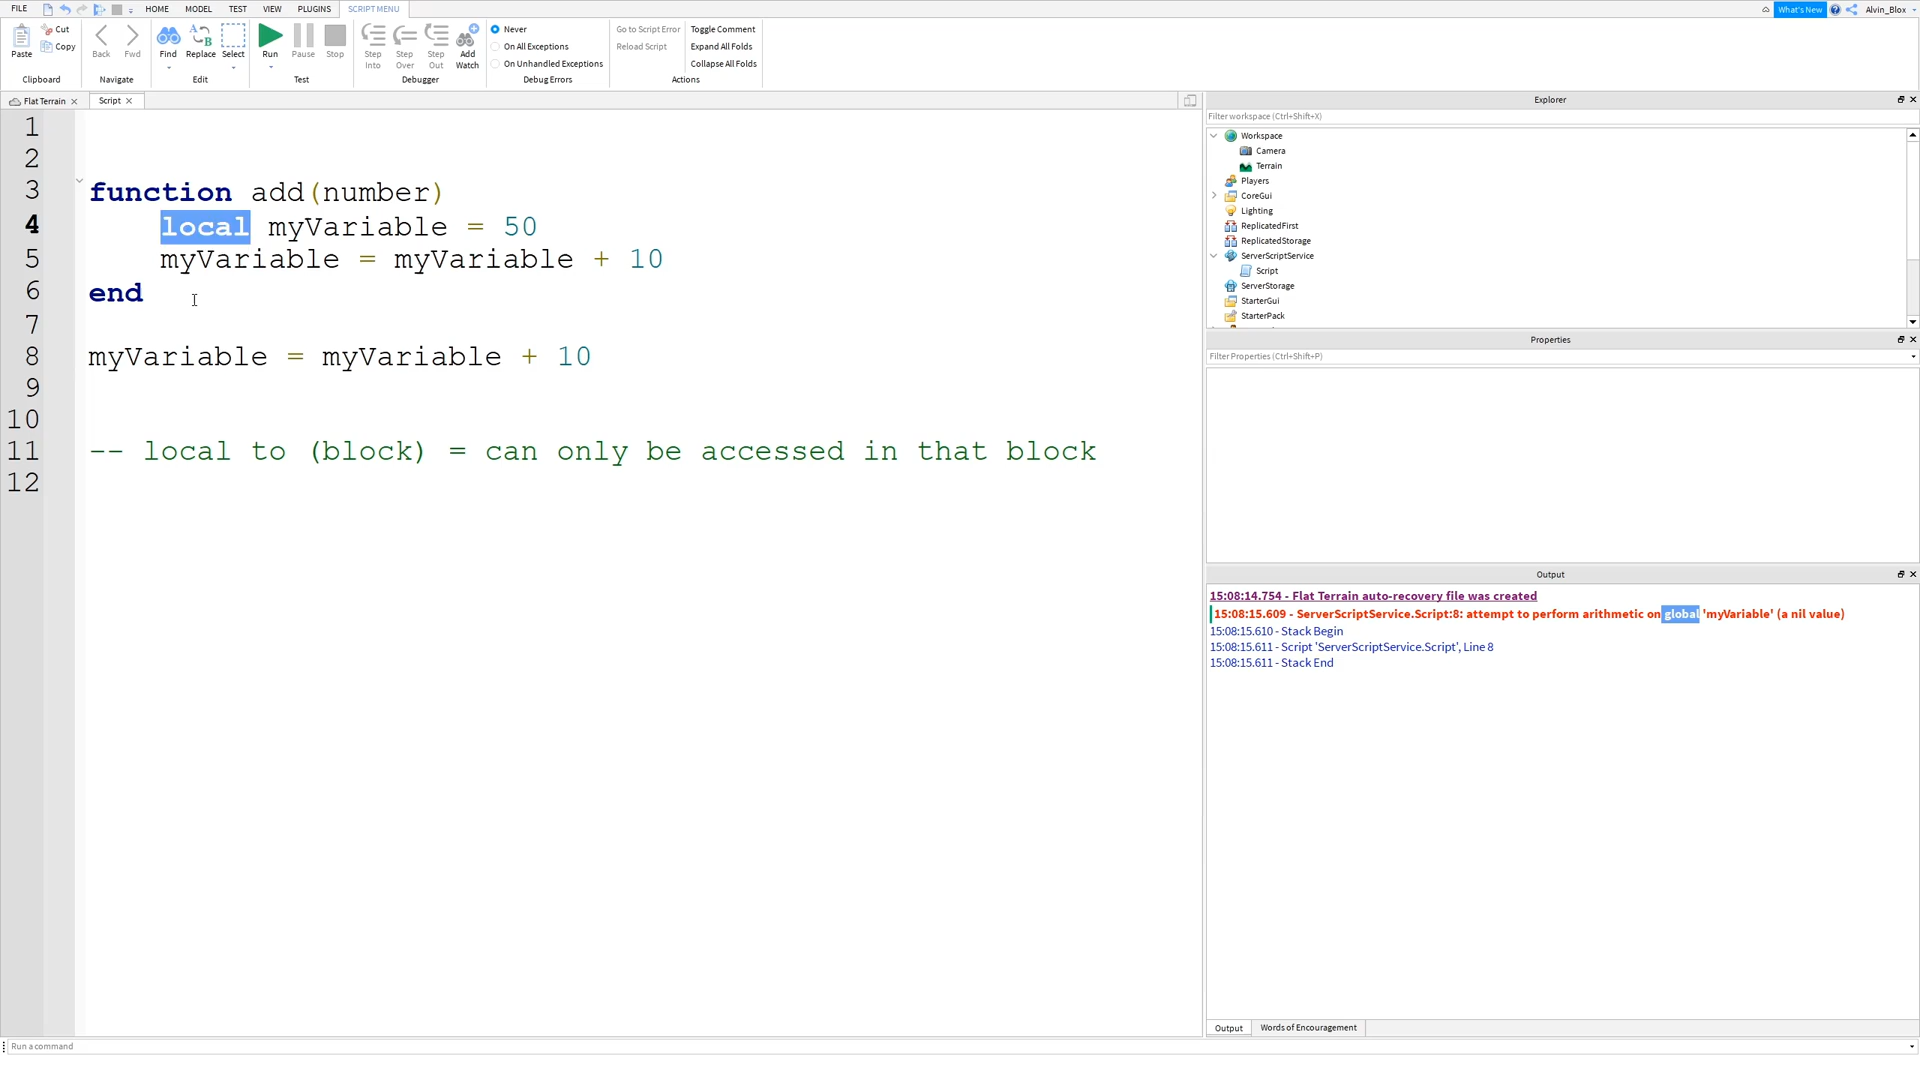 FILE
HOME
MODEL
TEST
VIEW
PLUGINS
SCRIPT MENU
What's New
Alvin_Blox
Paste
Cut
Copy
Clipboard
Back
Fwd
Navigate
Find
Replace
Select
Edit
Run
Pause
Stop
Test
Step Into
Step Over
Step Out
Add Watch
Debugger
Never
On All Exceptions
On Unhandled Exceptions
Debug Errors
Go to Script Error
Reload Script
Toggle Comment
Expand All Folds
Collapse All Folds
Actions
Flat Terrain
Script
1
2
3 function add(number)
4 local myVariable = 50
5 myVariable = myVariable + 10
6 end
7
8 myVariable = myVariable + 10
9
10
11 -- local to (block) = can only be accessed in that block
12
Explorer
Filter workspace (Ctrl+Shift+X)
Workspace
Camera
Terrain
Players
CoreGui
Lighting
ReplicatedFirst
ReplicatedStorage
ServerScriptService
Script
ServerStorage
StarterGui
StarterPack
Properties
Filter Properties (Ctrl+Shift+P)
Output
15:08:14.754 - Flat Terrain auto-recovery file was created
15:08:15.609 - ServerScriptService.Script:8: attempt to perform arithmetic on global 'myVariable' (a nil value)
15:08:15.610 - Stack Begin
15:08:15.611 - Script 'ServerScriptService.Script', Line 8
15:08:15.611 - Stack End
Output
Words of Encouragement
Run a command